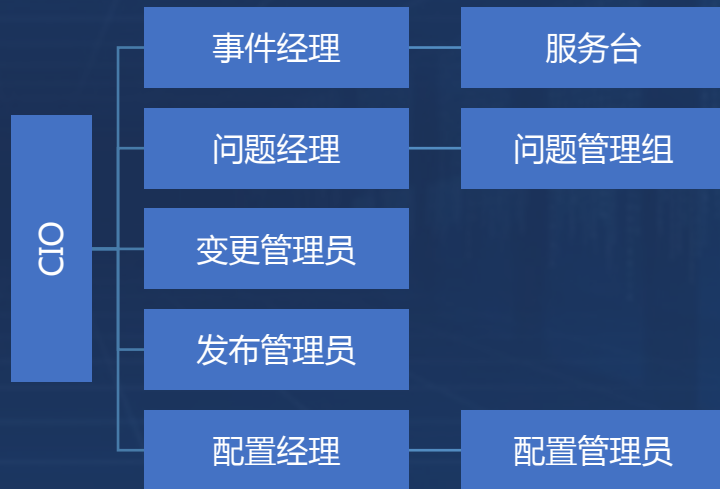 CIO
事件经理
服务台
问题经理
问题管理组
变更管理员
发布管理员
配置经理
配置管理员